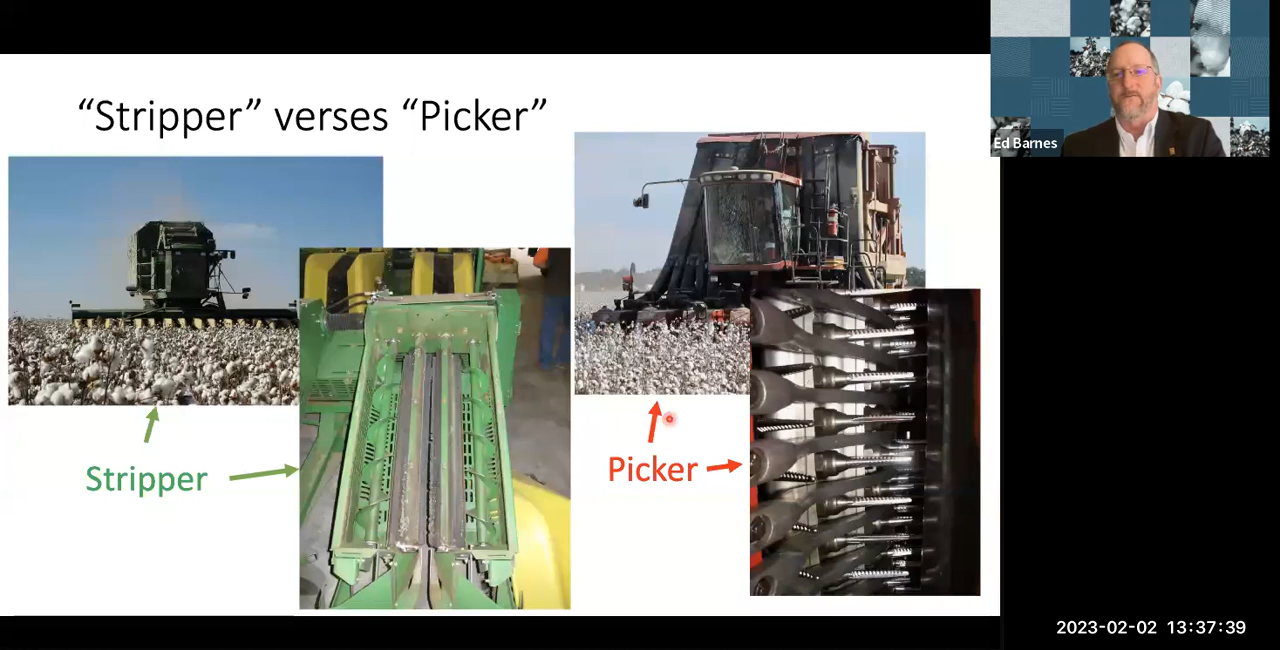 “Stripper” verses “Picker”
Ed Barnes
Stripper
Picker
2023-02-02 13:37:39